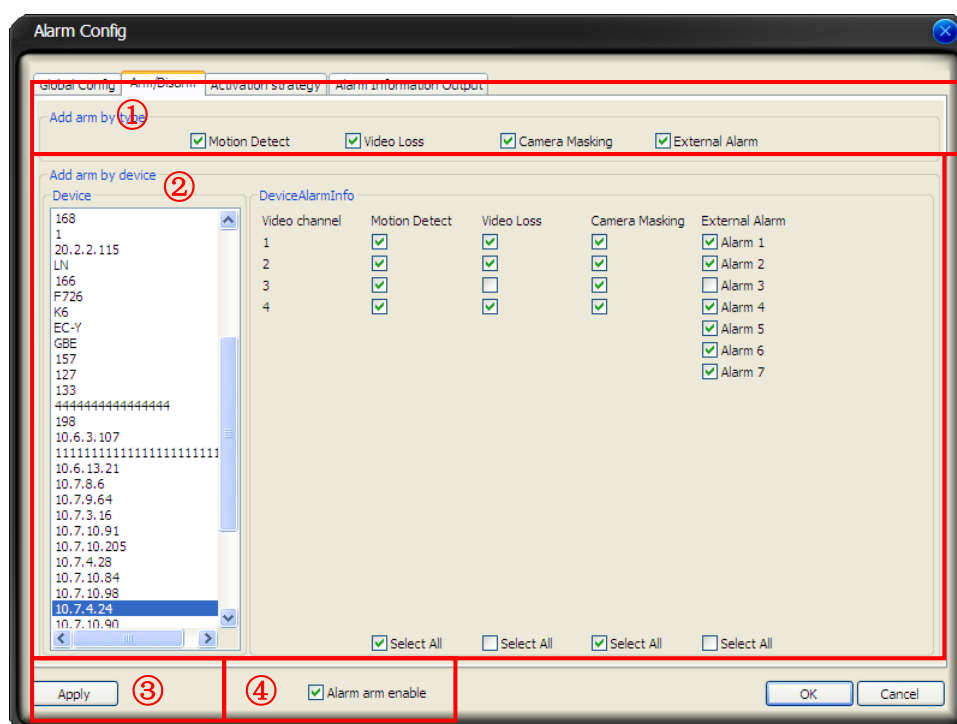 Alarm Config
Global Config Arm/Disarm Activation strategy Alarm Information Output
①
Add arm by type
Motion Detect Video Loss Camera Masking External Alarm
Add arm by device
②
Device DeviceAlarmInfo
168
1
20.2.2.115
LN
166
F726
K6
EC-Y
GBE
157
127
133
4444444444444444
198
10.6.3.107
11111111111111111111111
10.6.13.21
10.7.8.6
10.7.9.64
10.7.3.16
10.7.10.91
10.7.10.205
10.7.4.28
10.7.10.84
10.7.10.98
10.7.4.24
10.7.10.90
Video channel Motion Detect Video Loss Camera Masking External Alarm
1 Alarm 1
2 Alarm 2
3 Alarm 3
4 Alarm 4
Alarm 5
Alarm 6
Alarm 7
Select All Select All Select All Select All
Apply ③ ④ Alarm arm enable OK Cancel